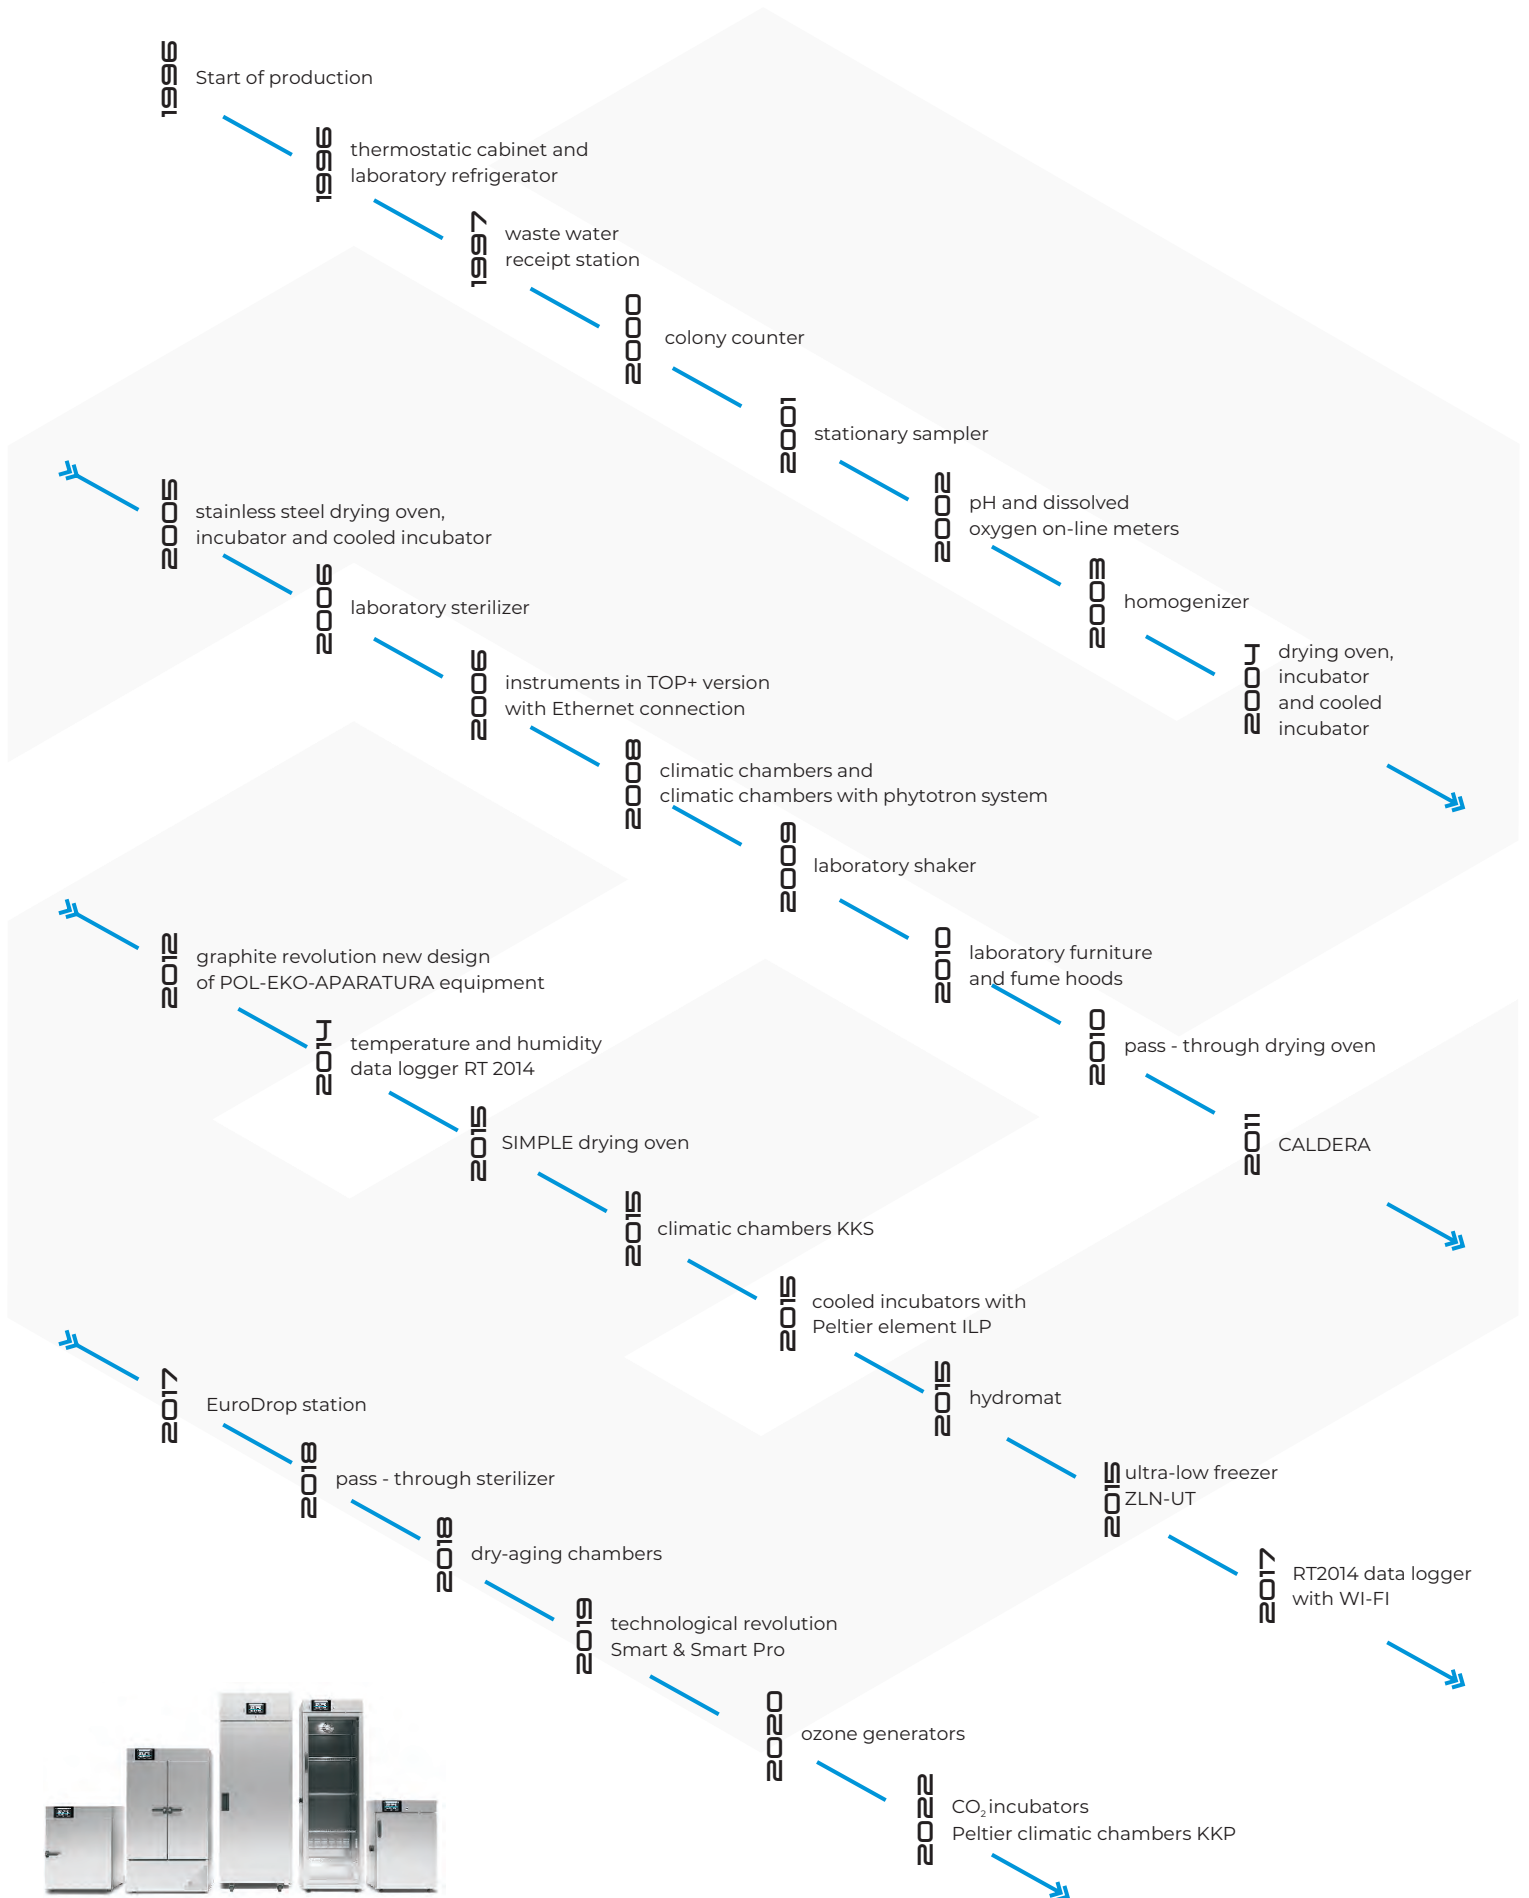 1996
Start of production
1996
thermostatic cabinet and
laboratory refrigerator
1997
waste water
receipt station
2000
colony counter
2001
stationary sampler
2002
pH and dissolved
oxygen on-line meters
2003
homogenizer
2004
drying oven,
incubator
and cooled
incubator
2005
stainless steel drying oven,
incubator and cooled incubator
2006
laboratory sterilizer
2006
instruments in TOP+ version
with Ethernet connection
2008
climatic chambers and
climatic chambers with phytotron system
2009
laboratory shaker
2010
laboratory furniture
and fume hoods
2010
pass - through drying oven
2011
CALDERA
2012
graphite revolution new design
of POL-EKO-APARATURA equipment
2014
temperature and humidity
data logger RT 2014
2015
SIMPLE drying oven
2015
climatic chambers KKS
2015
cooled incubators with
Peltier element ILP
2015
hydromat
2015
ultra-low freezer
ZLN-UT
2017
RT2014 data logger
with WI-FI
2017
EuroDrop station
2018
pass - through sterilizer
2018
dry-aging chambers
2019
technological revolution
Smart & Smart Pro
2020
ozone generators
2022
CO₂ incubators
Peltier climatic chambers KKP